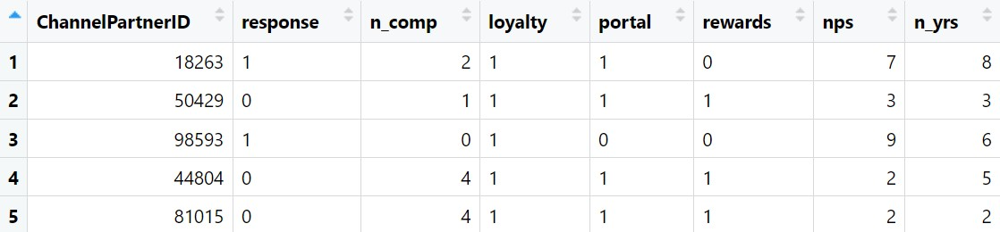 ChannelPartnerID response n_comp loyalty portal rewards nps n_yrs
1 18263 1 2 1 1 0 7 8
2 50429 0 1 1 1 1 3 3
3 98593 1 0 1 0 0 9 6
4 44804 0 4 1 1 1 2 5
5 81015 0 4 1 1 1 2 2